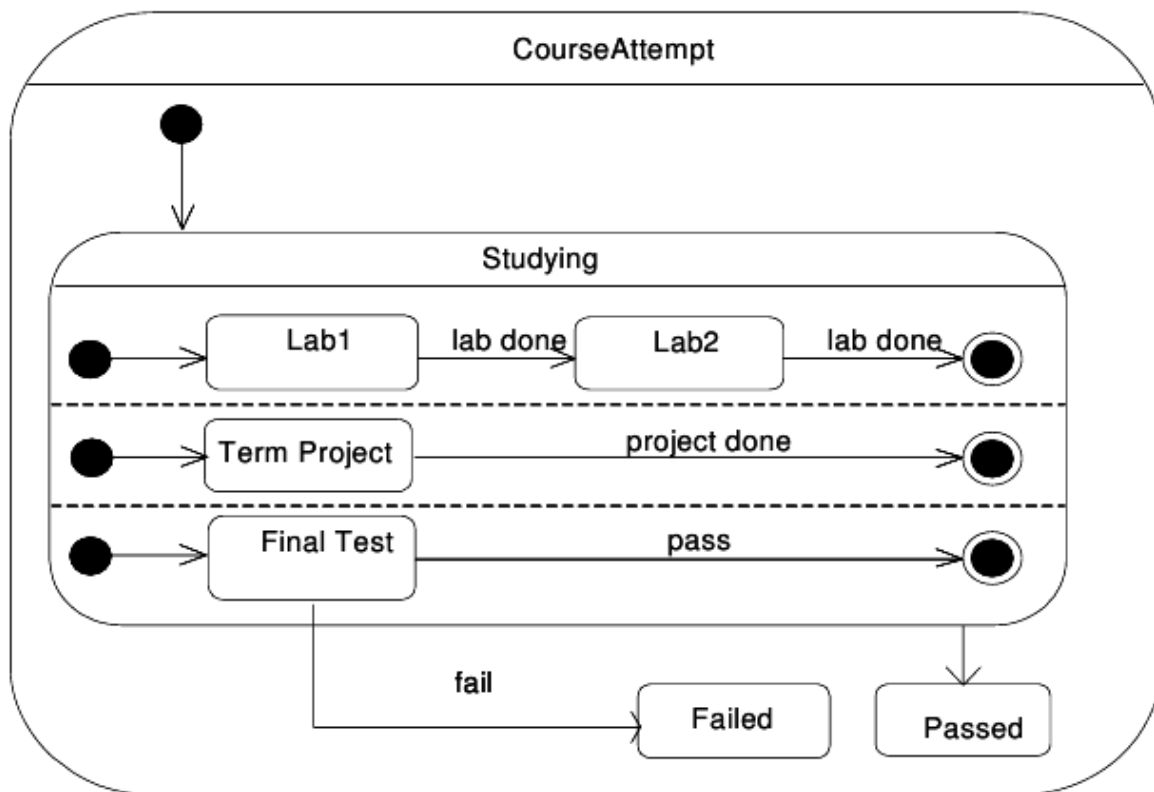 CourseAttempt
Studying
Lab1
lab done
Lab2
lab done
Term Project
project done
Final Test
pass
fail
Failed
Passed